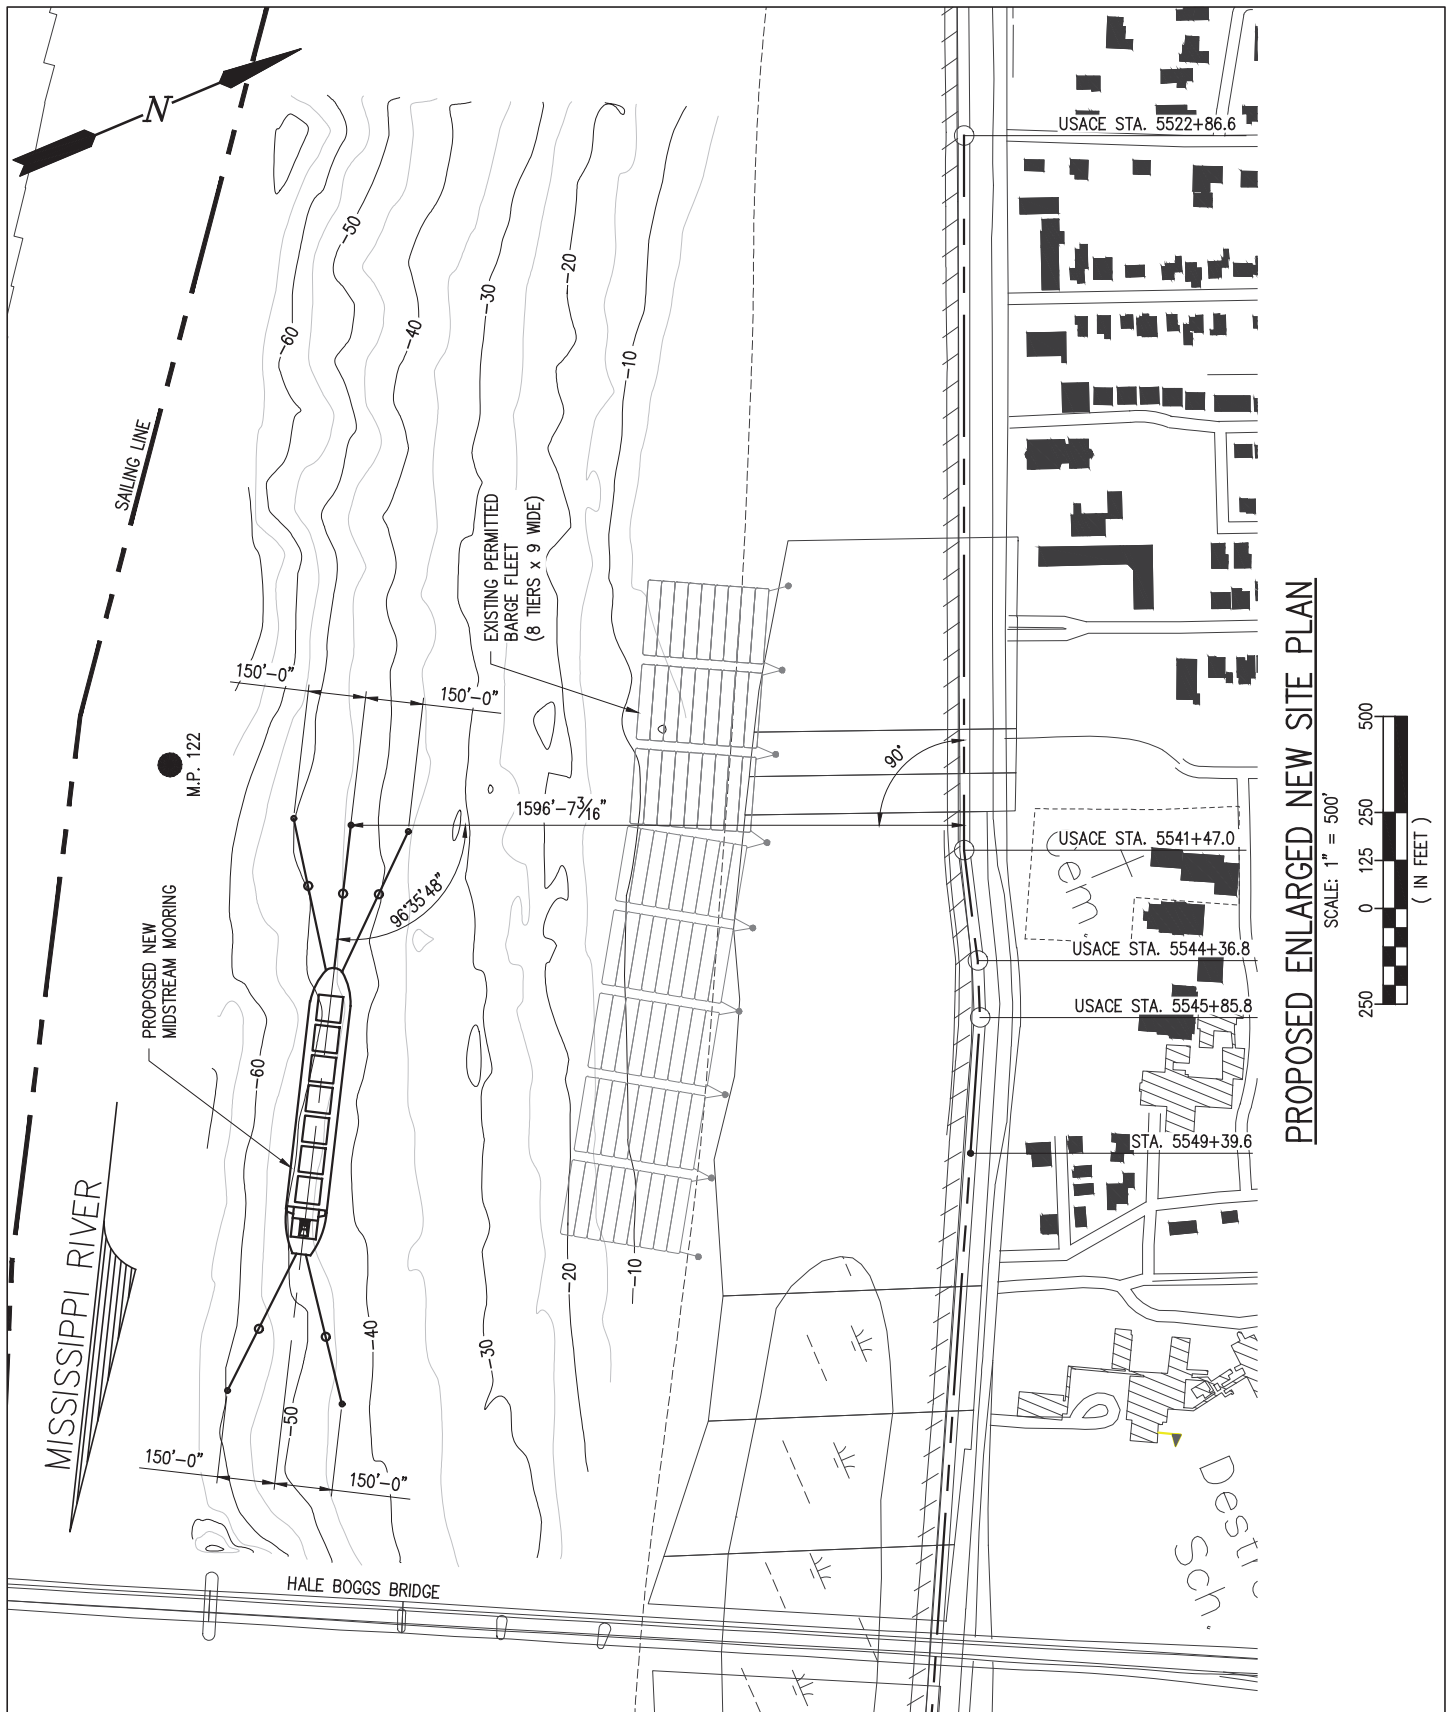 N
USACE STA. 5522+86.6
–50
–60
–40
–30
–20
–10
SAILING LINE
EXISTING PERMITTED
BARGE FLEET
(8 TIERS x 9 WIDE)
150'–0"
150'–0"
M.P. 122
90°
1596'–7 3/16"
96°35'48"
PROPOSED NEW
MIDSTREAM MOORING
Cem.
USACE STA. 5541+47.0
USACE STA. 5544+36.8
USACE STA. 5545+85.8
STA. 5549+39.6
–60
–20
–10
–40
–30
–50
MISSISSIPPI RIVER
150'–0"
150'–0"
Sch.
HALE BOGGS BRIDGE
PROPOSED ENLARGED NEW SITE PLAN
SCALE: 1" = 500'
250 0 125 250 500
( IN FEET )